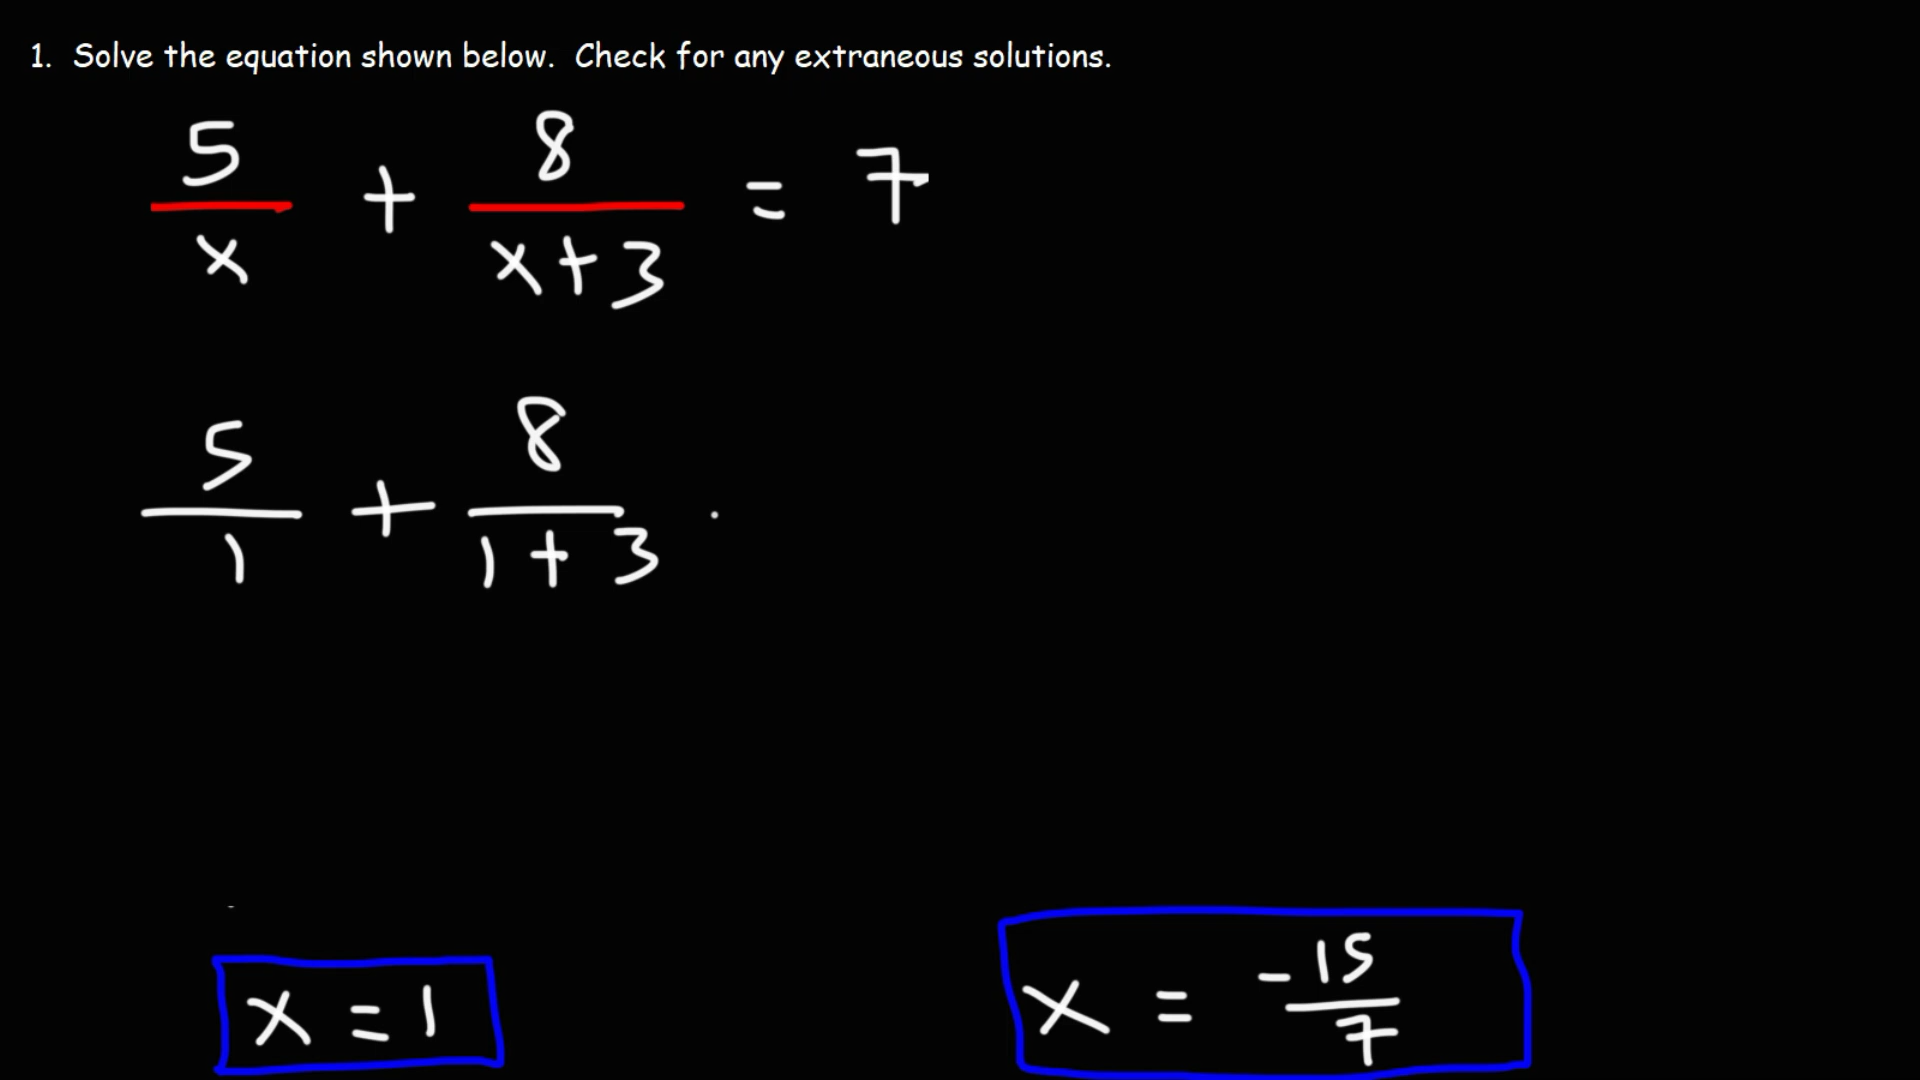 1. Solve the equation shown below. Check for any extraneous solutions.
5/x + 8/(x+3) = 7
5/1 + 8/(1+3)
x = 1
x = -15/7